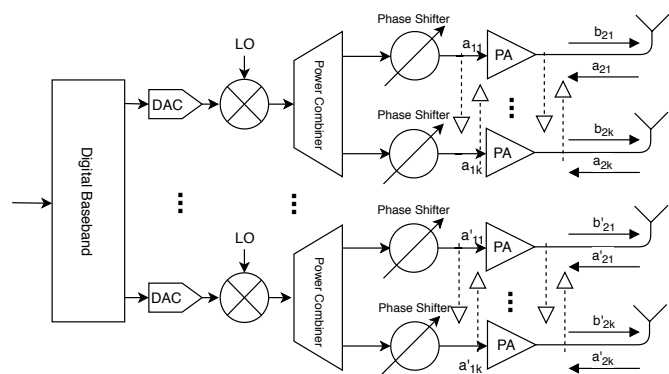 Phase Shifter
b21
LO
a11
PA
a21
DAC
Power Combiner
Phase Shifter
b2k
a1k
PA
a2k
Digital Baseband
Phase Shifter
b'21
LO
a'11
PA
a'21
DAC
Power Combiner
Phase Shifter
b'2k
a'1k
PA
a'2k